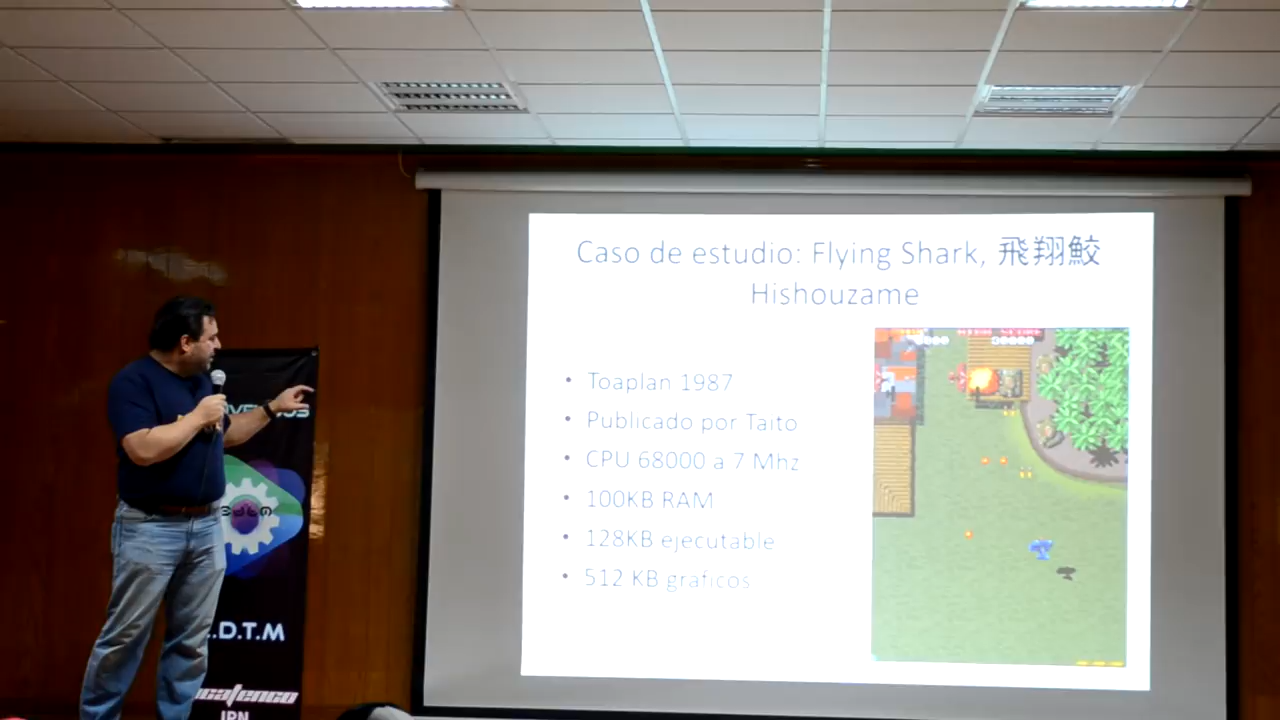 Caso de estudio: Flying Shark, 飛翔鮫
Hishouzame
• Toaplan 1987
• Publicado por Taito
• CPU 68000 a 7 Mhz
• 100KB RAM
• 128KB ejecutable
• 512 KB graficos
.D.T.M
IPN